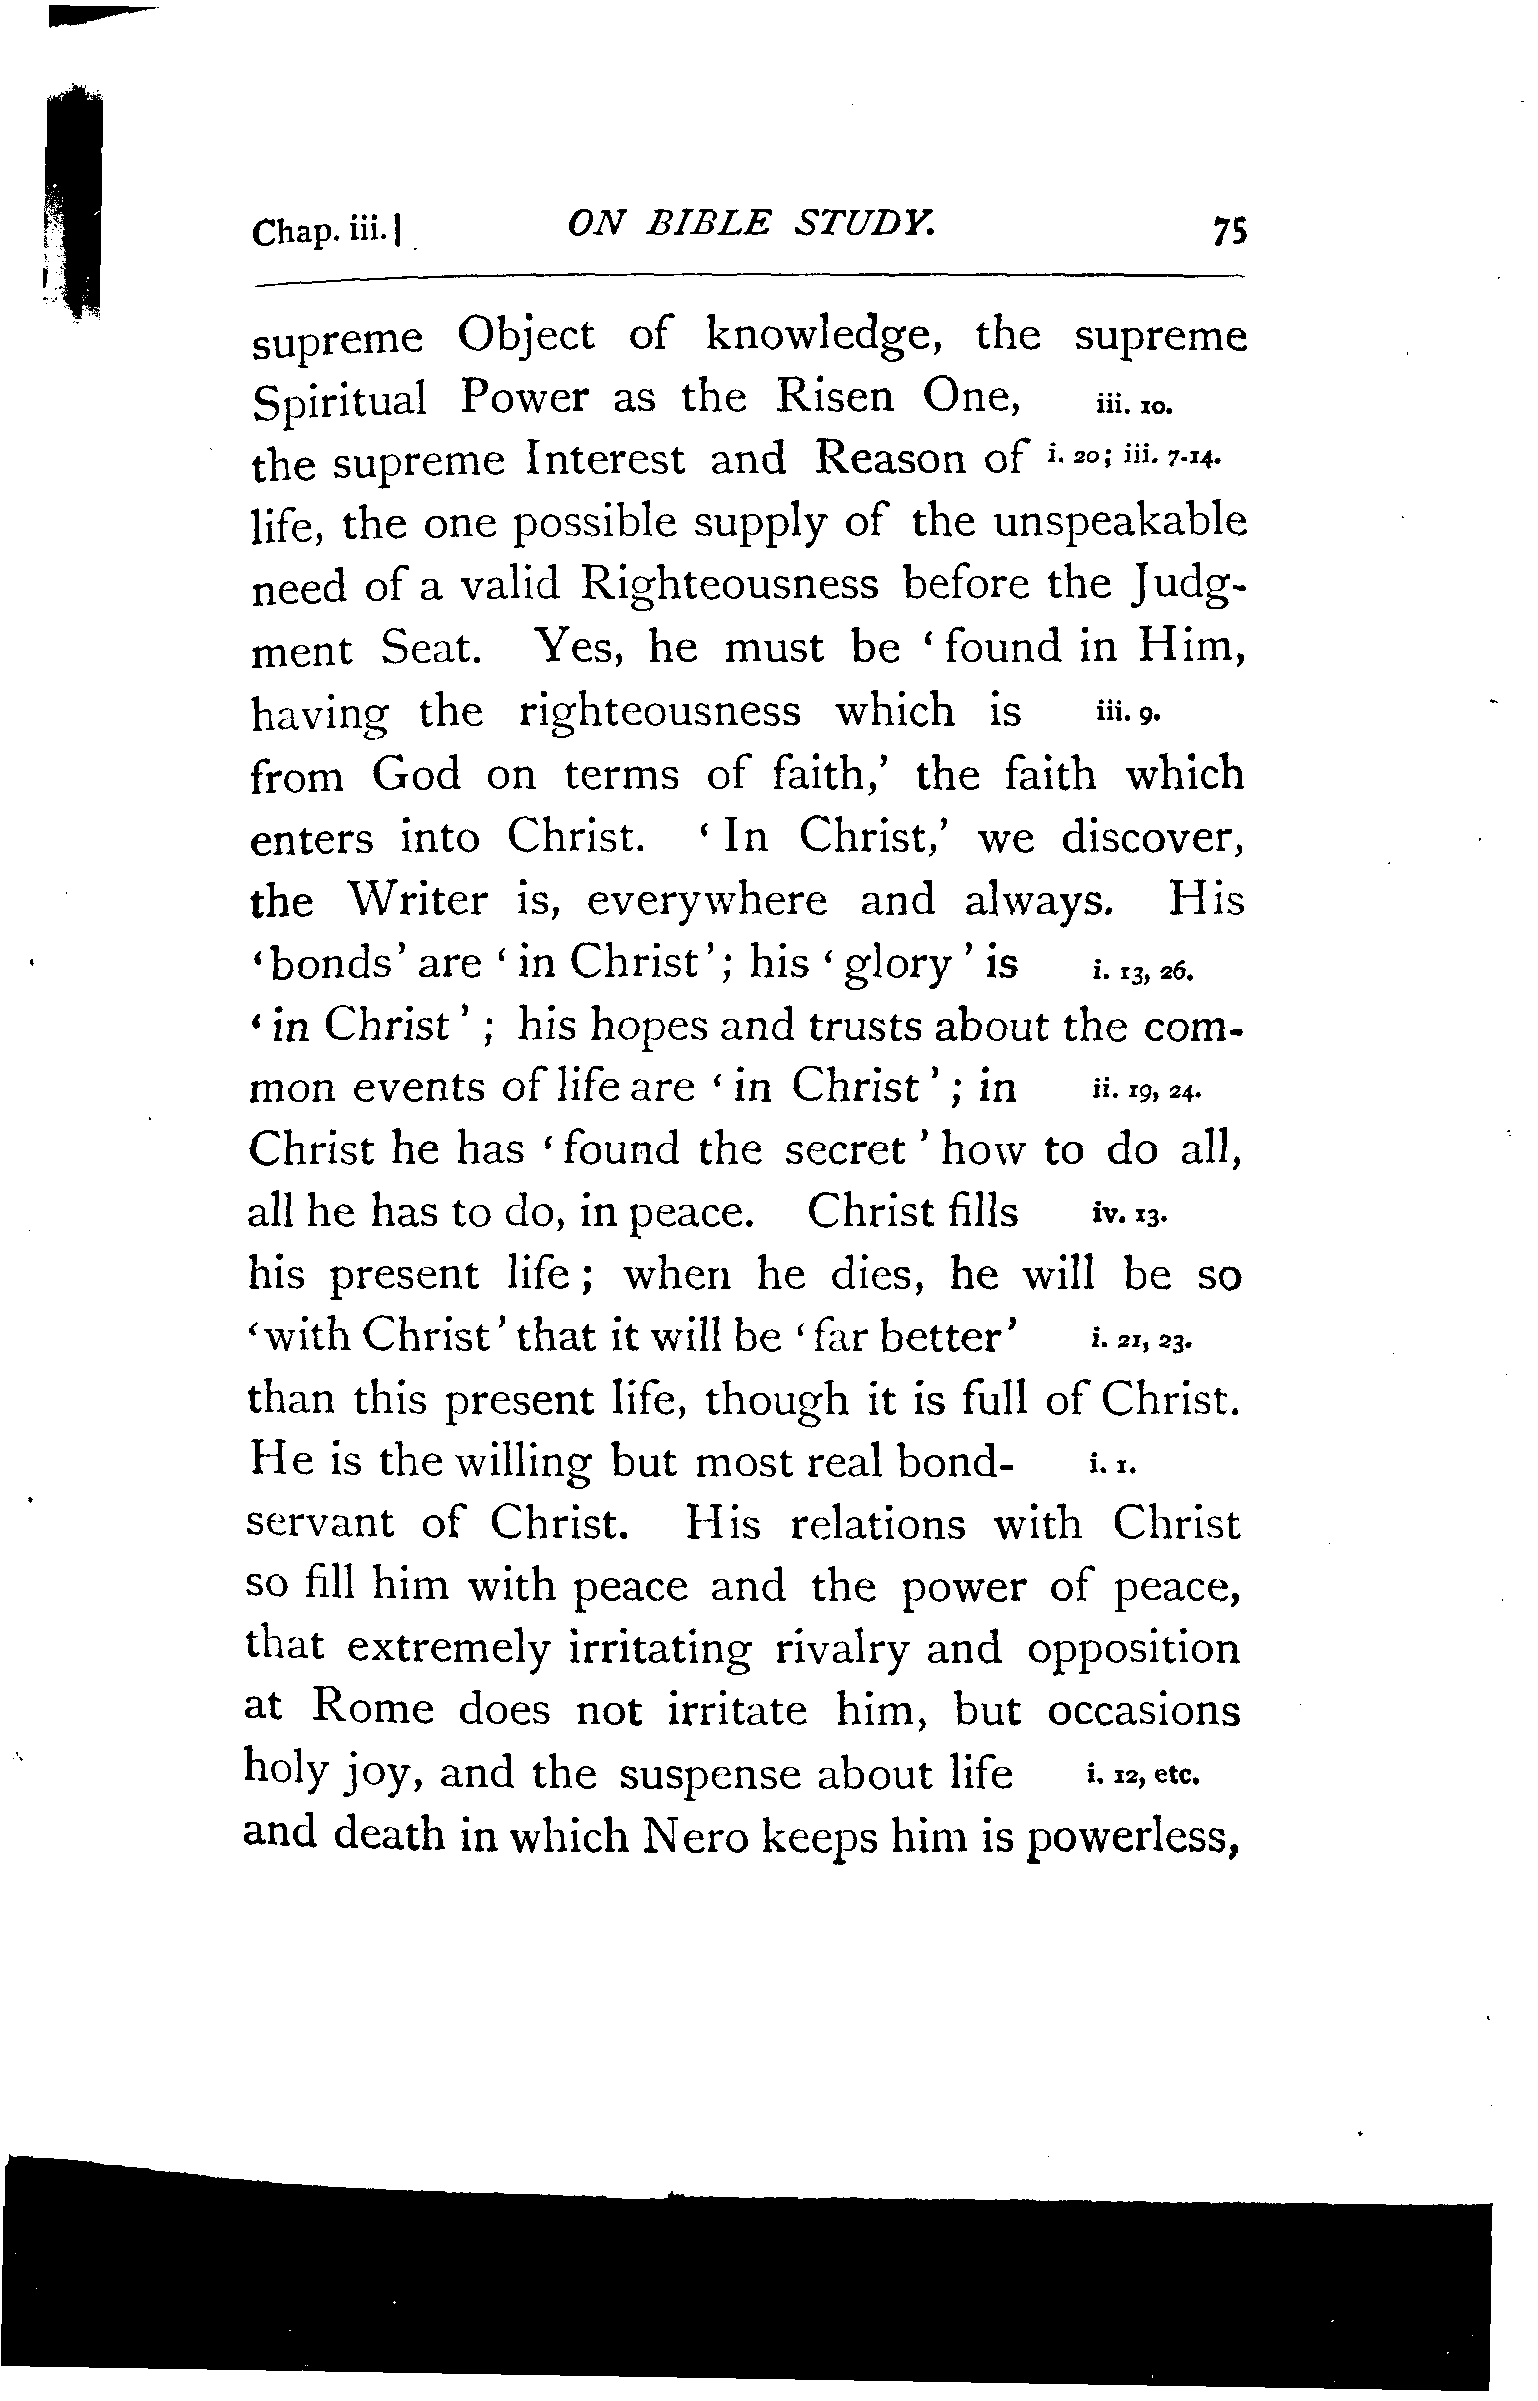 Chap. iii.] ON BIBLE STUDY. 75
supreme Object of knowledge, the supreme
Spiritual Power as the Risen One, iii. 10.
the supreme Interest and Reason of i. 20; iii. 7-14.
life, the one possible supply of the unspeakable
need of a valid Righteousness before the Judg-
ment Seat. Yes, he must be ‘found in Him,
having the righteousness which is iii. 9.
from God on terms of faith,’ the faith which
enters into Christ. ‘In Christ,’ we discover,
the Writer is, everywhere and always. His
‘bonds’ are ‘in Christ’; his ‘glory’ is i. 13, 26.
‘in Christ’; his hopes and trusts about the com-
mon events of life are ‘in Christ’; in ii. 19, 24.
Christ he has ‘found the secret’ how to do all,
all he has to do, in peace. Christ fills iv. 13.
his present life; when he dies, he will be so
‘with Christ’ that it will be ‘far better’ i. 21, 23.
than this present life, though it is full of Christ.
He is the willing but most real bond- i. 1.
servant of Christ. His relations with Christ
so fill him with peace and the power of peace,
that extremely irritating rivalry and opposition
at Rome does not irritate him, but occasions
holy joy, and the suspense about life i. 12, etc.
and death in which Nero keeps him is powerless,